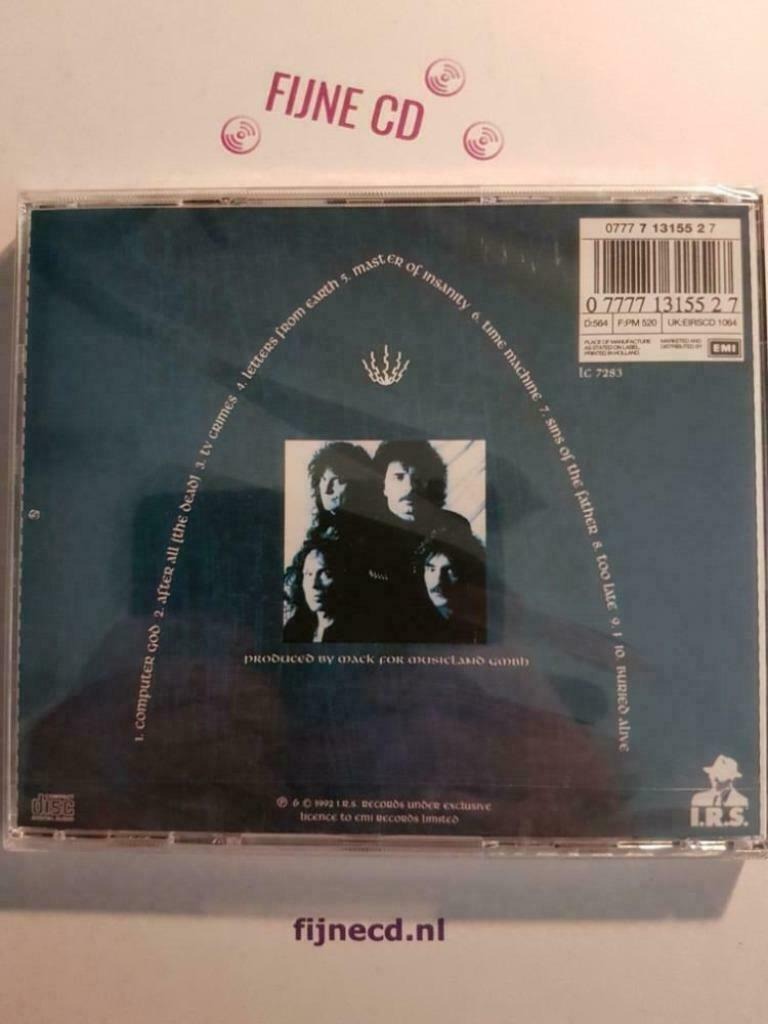 FIJNE CD
0777 7 13155 2 7
0 7777 13155 2 7
D:564 F:PM 520 UK:EIRSCD 1064
PLACE OF MANUFACTURE
AS STATED ON LABEL.
PRINTED IN HOLLAND.
MARKETED AND
DISTRIBUTED BY
EMI
LC 7283
1. COMPUTER GOD 2. AFTER ALL [THE DEAD] 3. TV CRIMES 4. LETTERS FROM EARTH 5. MASTER OF INSANITY 6. TIME MACHINE 7. SINS OF THE FATHER 8. TOO LATE 9. I 10. BURIED ALIVE
PRODUCED BY MACK FOR MUSICLAND GMBH
COMPACT
disc
DIGITAL AUDIO
℗ & © 1992 I.R.S. RECORDS UNDER EXCLUSIVE
LICENCE TO EMI RECORDS LIMITED
I.R.S.
fijnecd.nl